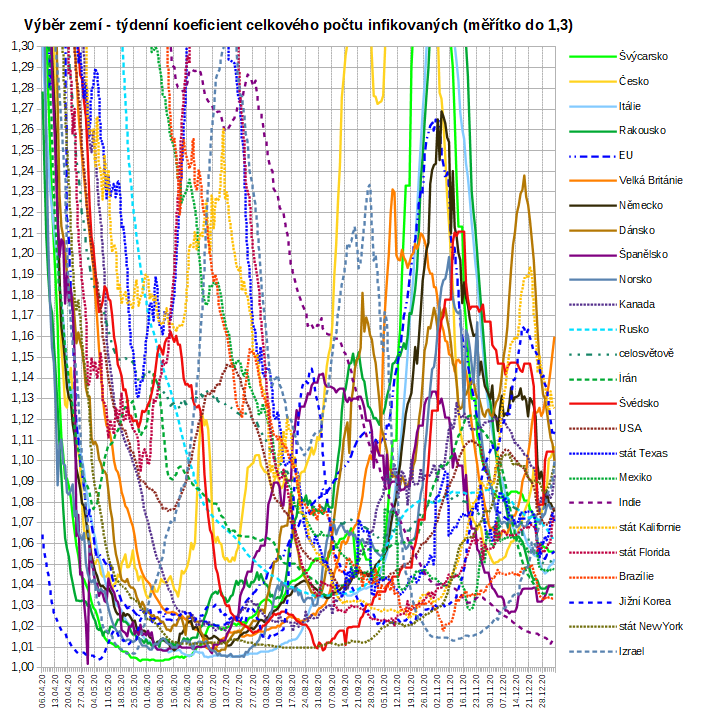 Výběr zemí - týdenní koeficient celkového počtu infikovaných (měřítko do 1,3)
1,30
1,29
1,28
1,27
1,26
1,25
1,24
1,23
1,22
1,21
1,20
1,19
1,18
1,17
1,16
1,15
1,14
1,13
1,12
1,11
1,10
1,09
1,08
1,07
1,06
1,05
1,04
1,03
1,02
1,01
1,00
Švýcarsko
Česko
Itálie
Rakousko
EU
Velká Británie
Německo
Dánsko
Španělsko
Norsko
Kanada
Rusko
celosvětově
Írán
Švédsko
USA
stát Texas
Mexiko
Indie
stát Kalifornie
stát Florida
Brazílie
Jižní Korea
stát NewYork
Izrael
06.04.20
13.04.20
20.04.20
27.04.20
04.05.20
11.05.20
18.05.20
25.05.20
01.06.20
08.06.20
15.06.20
22.06.20
29.06.20
06.07.20
13.07.20
20.07.20
27.07.20
03.08.20
10.08.20
17.08.20
24.08.20
31.08.20
07.09.20
14.09.20
21.09.20
28.09.20
05.10.20
12.10.20
19.10.20
26.10.20
02.11.20
09.11.20
16.11.20
23.11.20
30.11.20
07.12.20
14.12.20
21.12.20
28.12.20